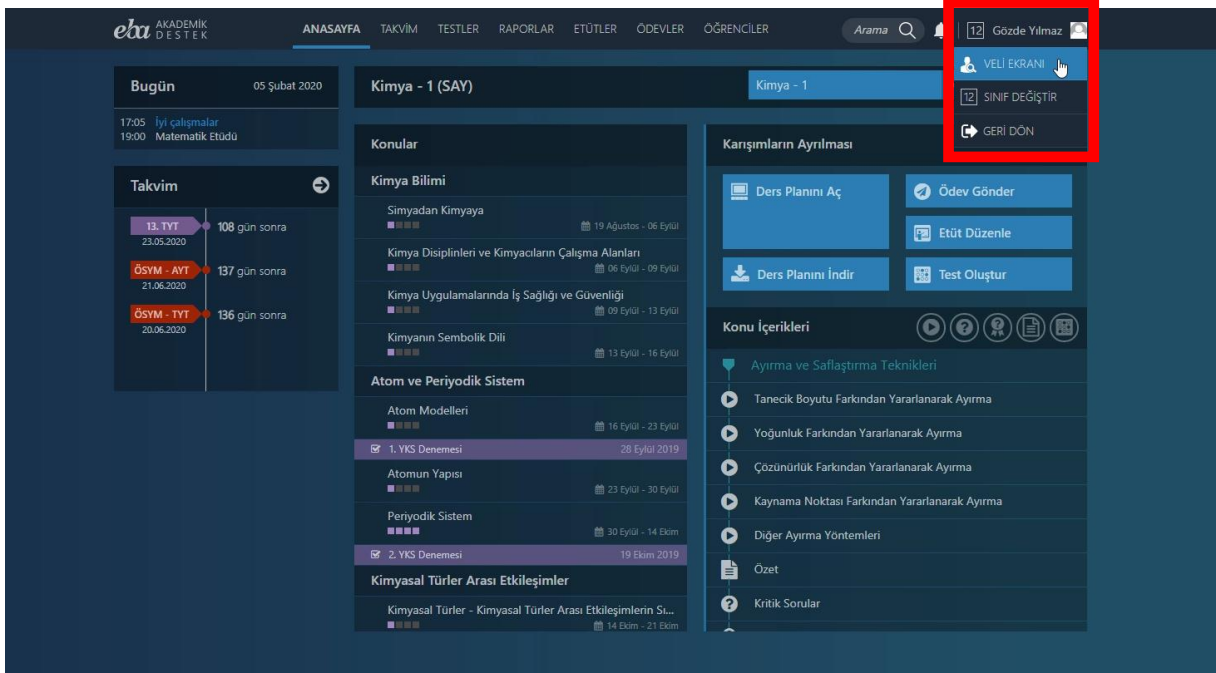 eba AKADEMİK DESTEK
ANASAYFA TAKVİM TESTLER RAPORLAR ETÜTLER ÖDEVLER ÖĞRENCİLER
Arama
12 Gözde Yılmaz
VELİ EKRANI
12 SINIF DEĞİŞTİR
GERİ DÖN
Bugün 05 Şubat 2020
17:05 İyi çalışmalar
19:00 Matematik Etüdü
Takvim
13. TYT 108 gün sonra
23.05.2020
ÖSYM - AYT 137 gün sonra
21.06.2020
ÖSYM - TYT 136 gün sonra
20.06.2020
Kimya - 1 (SAY)
Kimya - 1
Konular
Kimya Bilimi
Simyadan Kimyaya
19 Ağustos - 06 Eylül
Kimya Disiplinleri ve Kimyacıların Çalışma Alanları
06 Eylül - 09 Eylül
Kimya Uygulamalarında İş Sağlığı ve Güvenliği
09 Eylül - 13 Eylül
Kimyanın Sembolik Dili
13 Eylül - 16 Eylül
Atom ve Periyodik Sistem
Atom Modelleri
16 Eylül - 23 Eylül
1. YKS Denemesi 28 Eylül 2019
Atomun Yapısı
23 Eylül - 30 Eylül
Periyodik Sistem
30 Eylül - 14 Ekim
2. YKS Denemesi 19 Ekim 2019
Kimyasal Türler Arası Etkileşimler
Kimyasal Türler - Kimyasal Türler Arası Etkileşimlerin Sı...
14 Ekim - 21 Ekim
Karışımların Ayrılması
Ders Planını Aç
Ödev Gönder
Etüt Düzenle
Ders Planını İndir
Test Oluştur
Konu İçerikleri
Ayırma ve Saflaştırma Teknikleri
Tanecik Boyutu Farkından Yararlanarak Ayırma
Yoğunluk Farkından Yararlanarak Ayırma
Çözünürlük Farkından Yararlanarak Ayırma
Kaynama Noktası Farkından Yararlanarak Ayırma
Diğer Ayırma Yöntemleri
Özet
Kritik Sorular